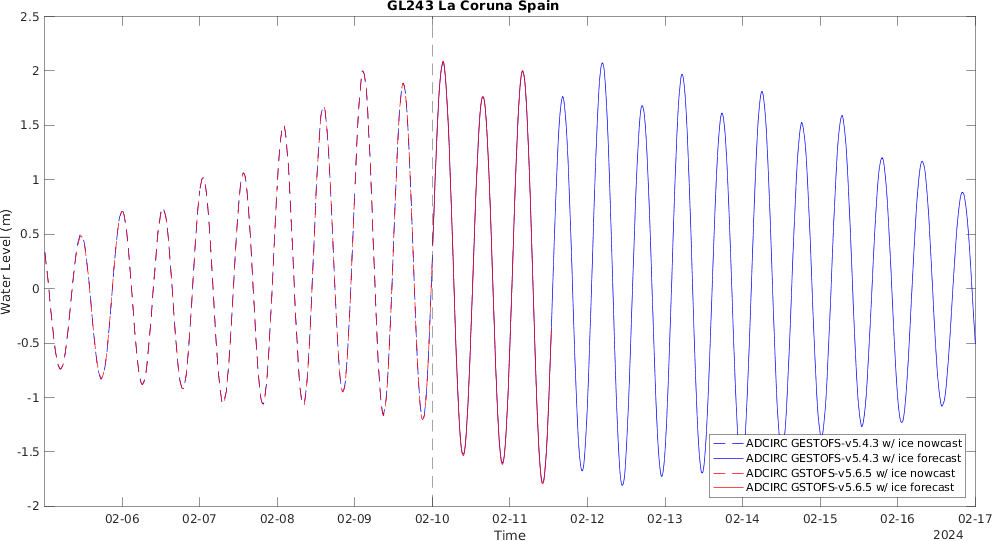 GL243 La Coruna Spain
2.5
2
1.5
1
0.5
0
-0.5
-1
-1.5
-2
Water Level (m)
ADCIRC GESTOFS-v5.4.3 w/ ice nowcast
ADCIRC GESTOFS-v5.4.3 w/ ice forecast
ADCIRC GSTOFS-v5.6.5 w/ ice nowcast
ADCIRC GSTOFS-v5.6.5 w/ ice forecast
02-06 02-07 02-08 02-09 02-10 02-11 02-12 02-13 02-14 02-15 02-16 02-17
Time
2024